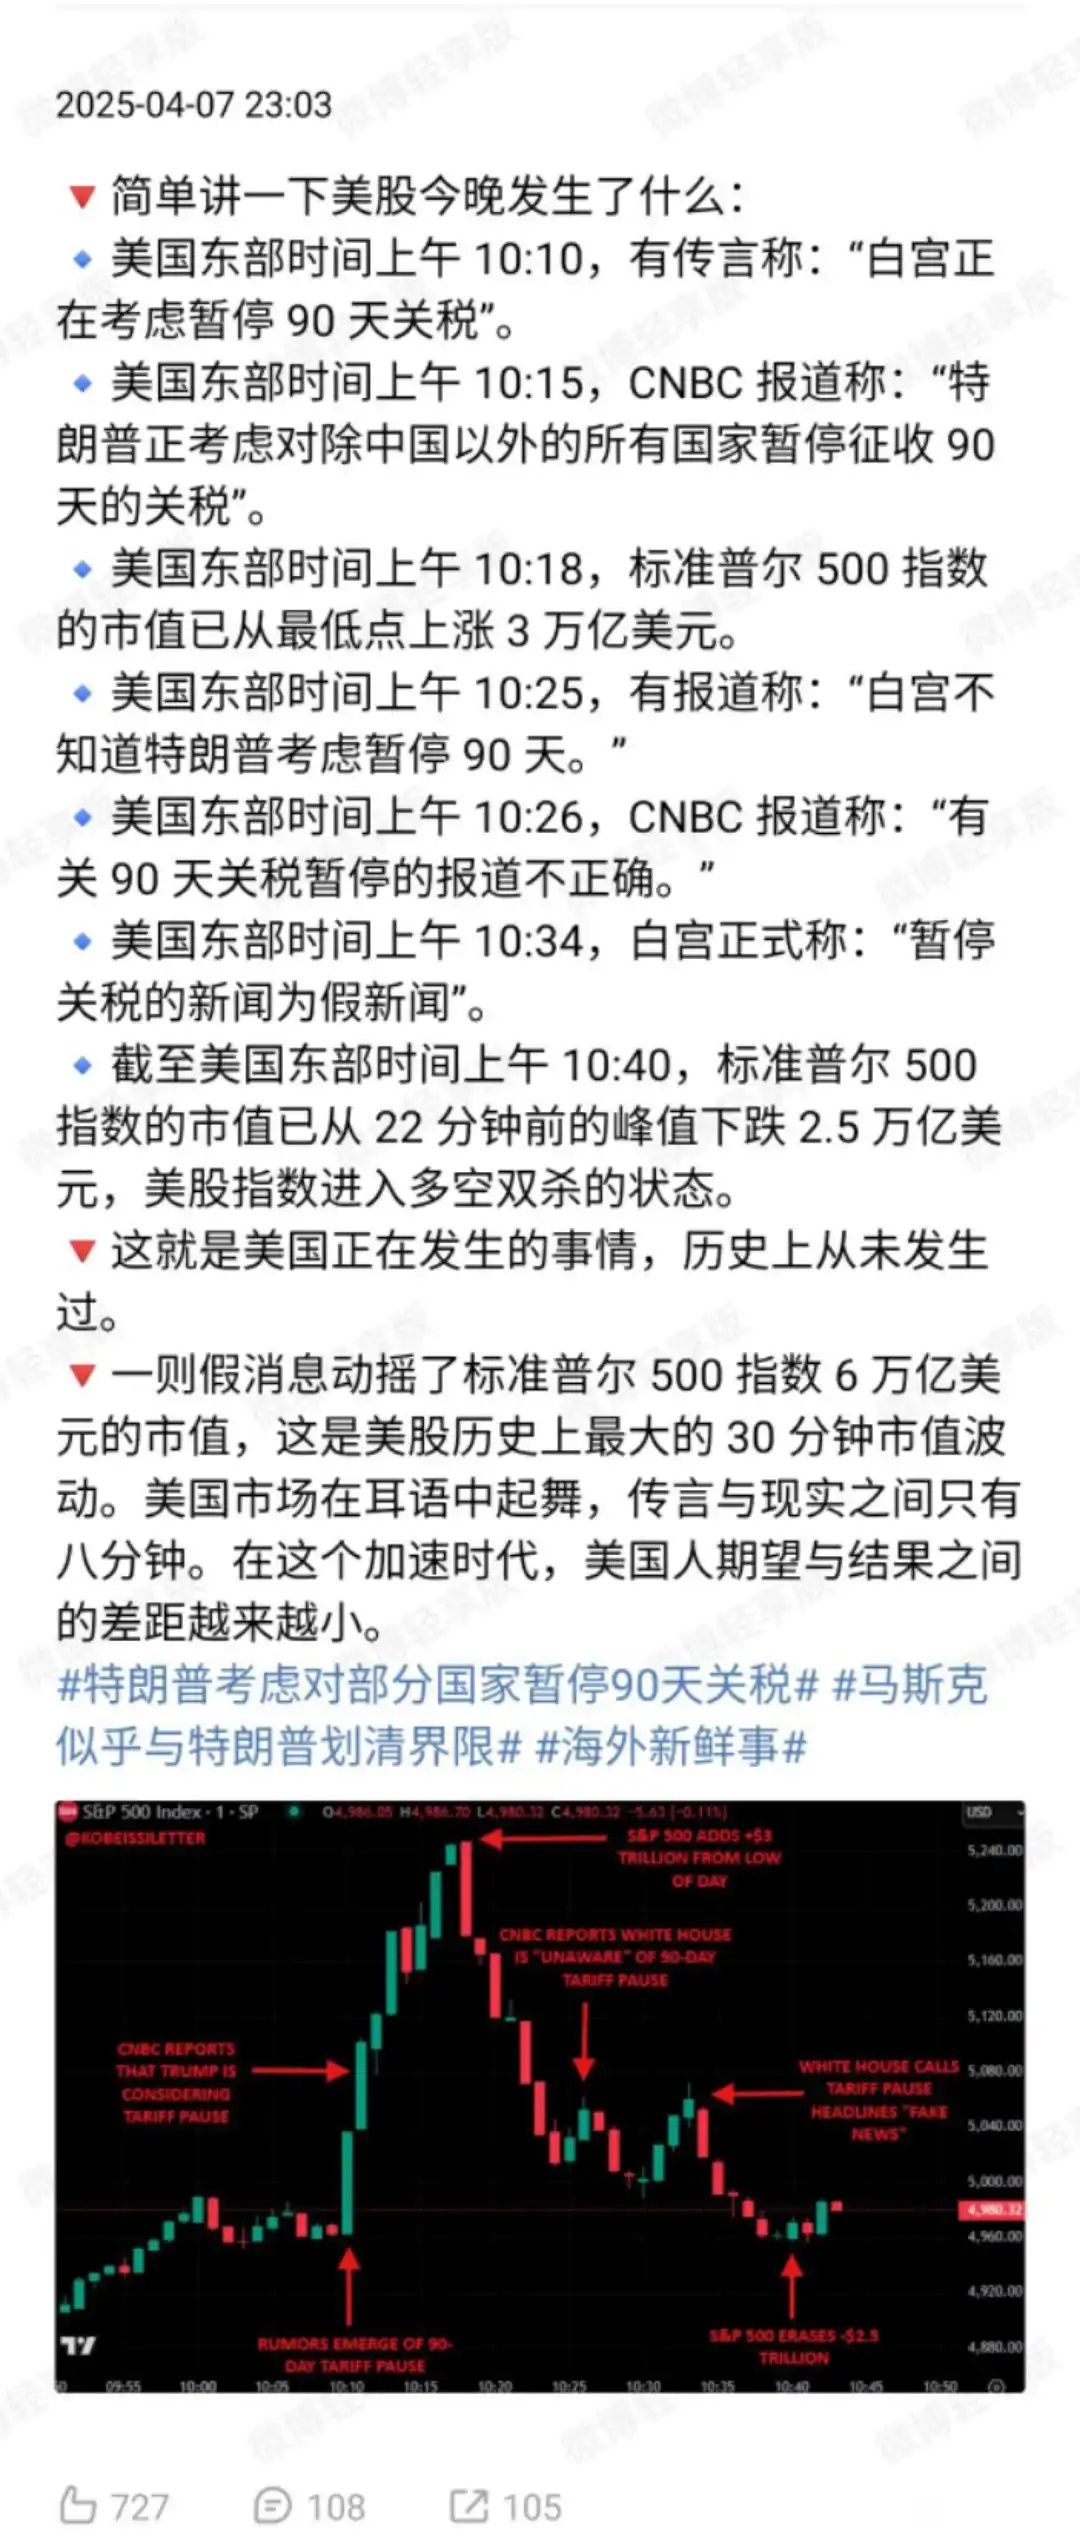 2025-04-07 23:03
🔻简单讲一下美股今晚发生了什么：
🔹美国东部时间上午 10:10，有传言称：“白宫正
在考虑暂停 90 天关税”。
🔹美国东部时间上午 10:15，CNBC 报道称：“特
朗普正考虑对除中国以外的所有国家暂停征收 90
天的关税”。
🔹美国东部时间上午 10:18，标准普尔 500 指数
的市值已从最低点上涨 3 万亿美元。
🔹美国东部时间上午 10:25，有报道称：“白宫不
知道特朗普考虑暂停 90 天。”
🔹美国东部时间上午 10:26，CNBC 报道称：“有
关 90 天关税暂停的报道不正确。”
🔹美国东部时间上午 10:34，白宫正式称：“暂停
关税的新闻为假新闻”。
🔹截至美国东部时间上午 10:40，标准普尔 500
指数的市值已从 22 分钟前的峰值下跌 2.5 万亿美
元，美股指数进入多空双杀的状态。
🔻这就是美国正在发生的事情，历史上从未发生
过。
🔻一则假消息动摇了标准普尔 500 指数 6 万亿美
元的市值，这是美股历史上最大的 30 分钟市值波
动。美国市场在耳语中起舞，传言与现实之间只有
八分钟。在这个加速时代，美国人期望与结果之间
的差距越来越小。
#特朗普考虑对部分国家暂停90天关税# #马斯克
似乎与特朗普划清界限# #海外新鲜事#
S&P 500 Index · 1 · SP O4,986.05 H4,986.70 L4,980.32 C4,980.32 -5.63 (-0.11%) USD
@KOBEISSILETTER
S&P 500 ADDS +$3
TRILLION FROM LOW
OF DAY
CNBC REPORTS WHITE HOUSE
IS "UNAWARE" OF 90-DAY
TARIFF PAUSE
CNBC REPORTS
THAT TRUMP IS
CONSIDERING
TARIFF PAUSE
WHITE HOUSE CALLS
TARIFF PAUSE
HEADLINES "FAKE
NEWS"
RUMORS EMERGE OF 90-
DAY TARIFF PAUSE
S&P 500 ERASES -$2.5
TRILLION
5,240.00
5,200.00
5,160.00
5,120.00
5,080.00
5,040.00
5,000.00
4,980.32
4,960.00
4,920.00
4,880.00
09:55 10:00 10:05 10:10 10:15 10:20 10:25 10:30 10:35 10:40 10:45 10:50
727 108 105
微博轻享版